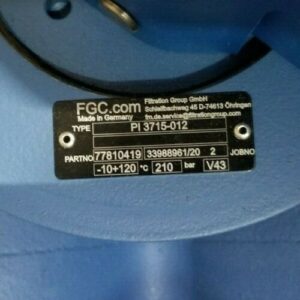 FGC.com Filtration Group GmbH
Schleifbachweg 45 D-74613 Öhringen
Made in Germany fm.de.service@filtrationgroup.com
TYPE PI 3715-012
PARTNO 77810419 33988961/20 2 JOBNO
-10+120 °C 210 bar V43